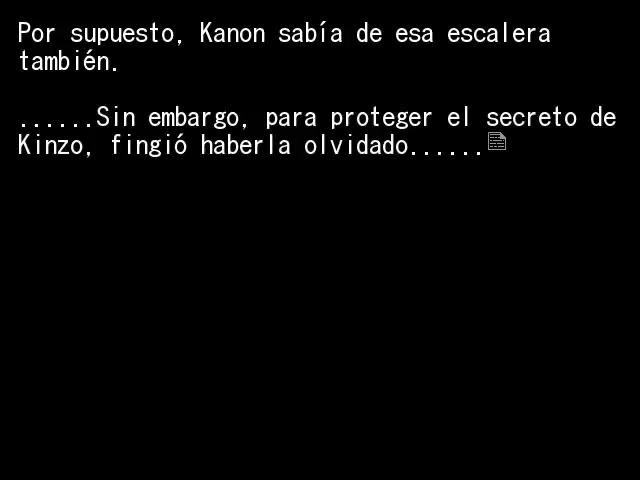 Por supuesto, Kanon sabía de esa escalera
también.
......Sin embargo, para proteger el secreto de
Kinzo, fingió haberla olvidado......